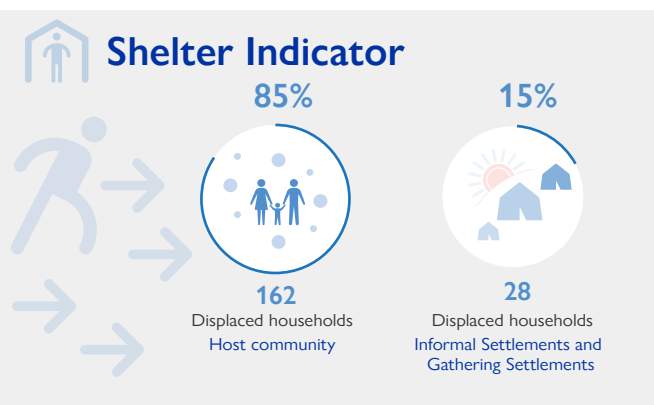 Shelter Indicator
85%
162
Displaced households
Host community
15%
28
Displaced households
Informal Settlements and
Gathering Settlements